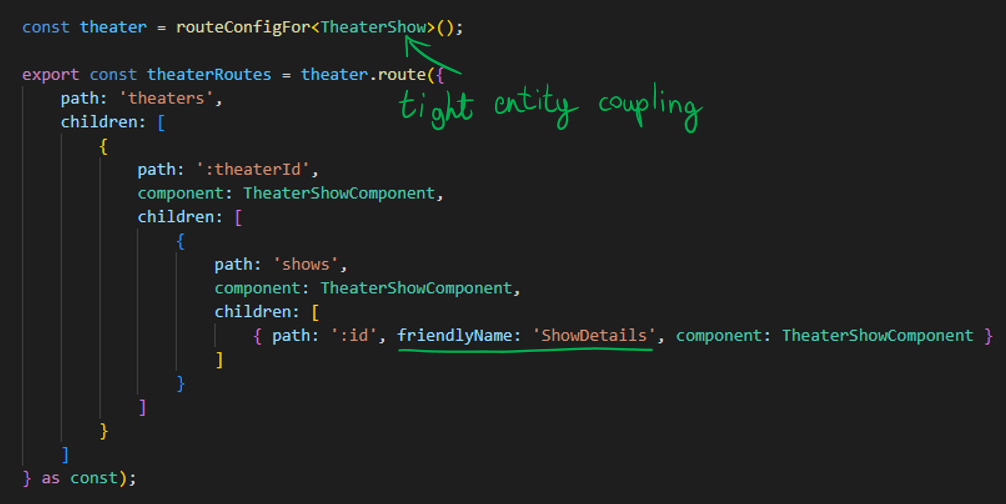 const theater = routeConfigFor<TheaterShow>();
export const theaterRoutes = theater.route({
path: 'theaters',
tight entity coupling
children: [
{
path: ':theaterId',
component: TheaterShowComponent,
children: [
{
path: 'shows',
component: TheaterShowComponent,
children: [
{ path: ':id', friendlyName: 'ShowDetails', component: TheaterShowComponent }
]
}
]
}
]
} as const);